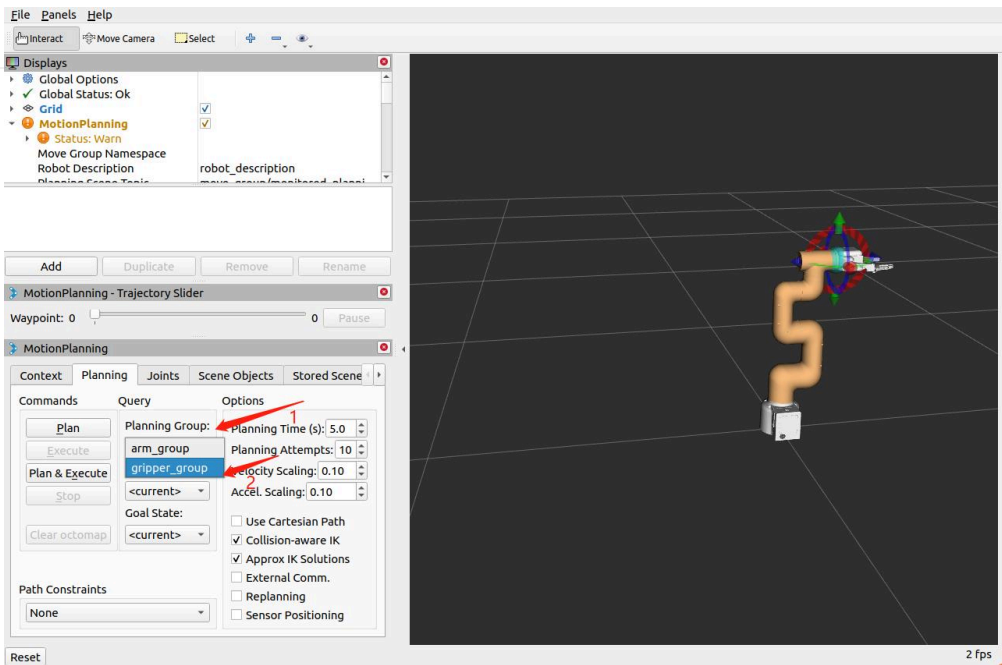 File Panels Help
Interact Move Camera Select
Displays
Global Options
Global Status: Ok
Grid
MotionPlanning
Status: Warn
Move Group Namespace
Robot Description robot_description
Planning Scene Topic move_group/monitored_planni
Add Duplicate Remove Rename
MotionPlanning - Trajectory Slider
Waypoint: 0 0 Pause
MotionPlanning
Context Planning Joints Scene Objects Stored Scene
Commands Query Options
1
Plan Planning Group: Planning Time (s): 5.0
Execute arm_group Planning Attempts: 10
Plan & Execute gripper_group Velocity Scaling: 0.10
2
Stop <current> Accel. Scaling: 0.10
Goal State: Use Cartesian Path
Clear octomap <current> Collision-aware IK
Approx IK Solutions
External Comm.
Path Constraints Replanning
None Sensor Positioning
Reset 2 fps